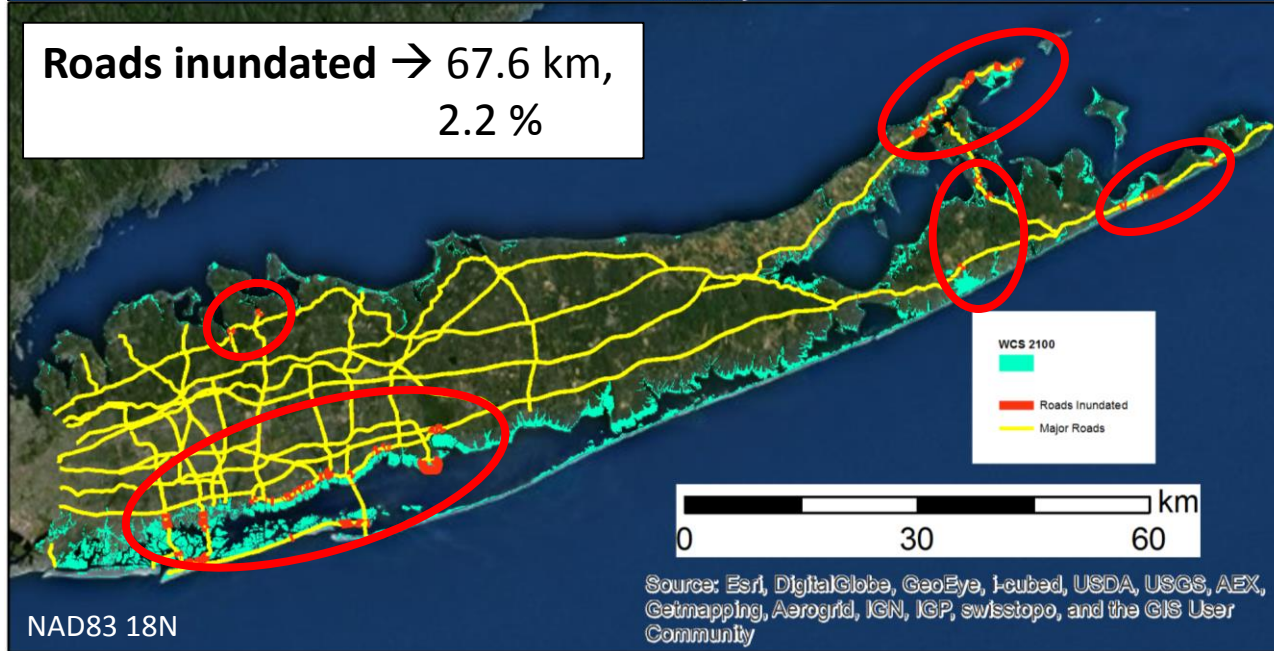 Roads inundated → 67.6 km,
2.2 %
WCS 2100
Roads Inundated
Major Roads
km
0 30 60
Source: Esri, DigitalGlobe, GeoEye, i-cubed, USDA, USGS, AEX,
Getmapping, Aerogrid, IGN, IGP, swisstopo, and the GIS User
Community
NAD83 18N